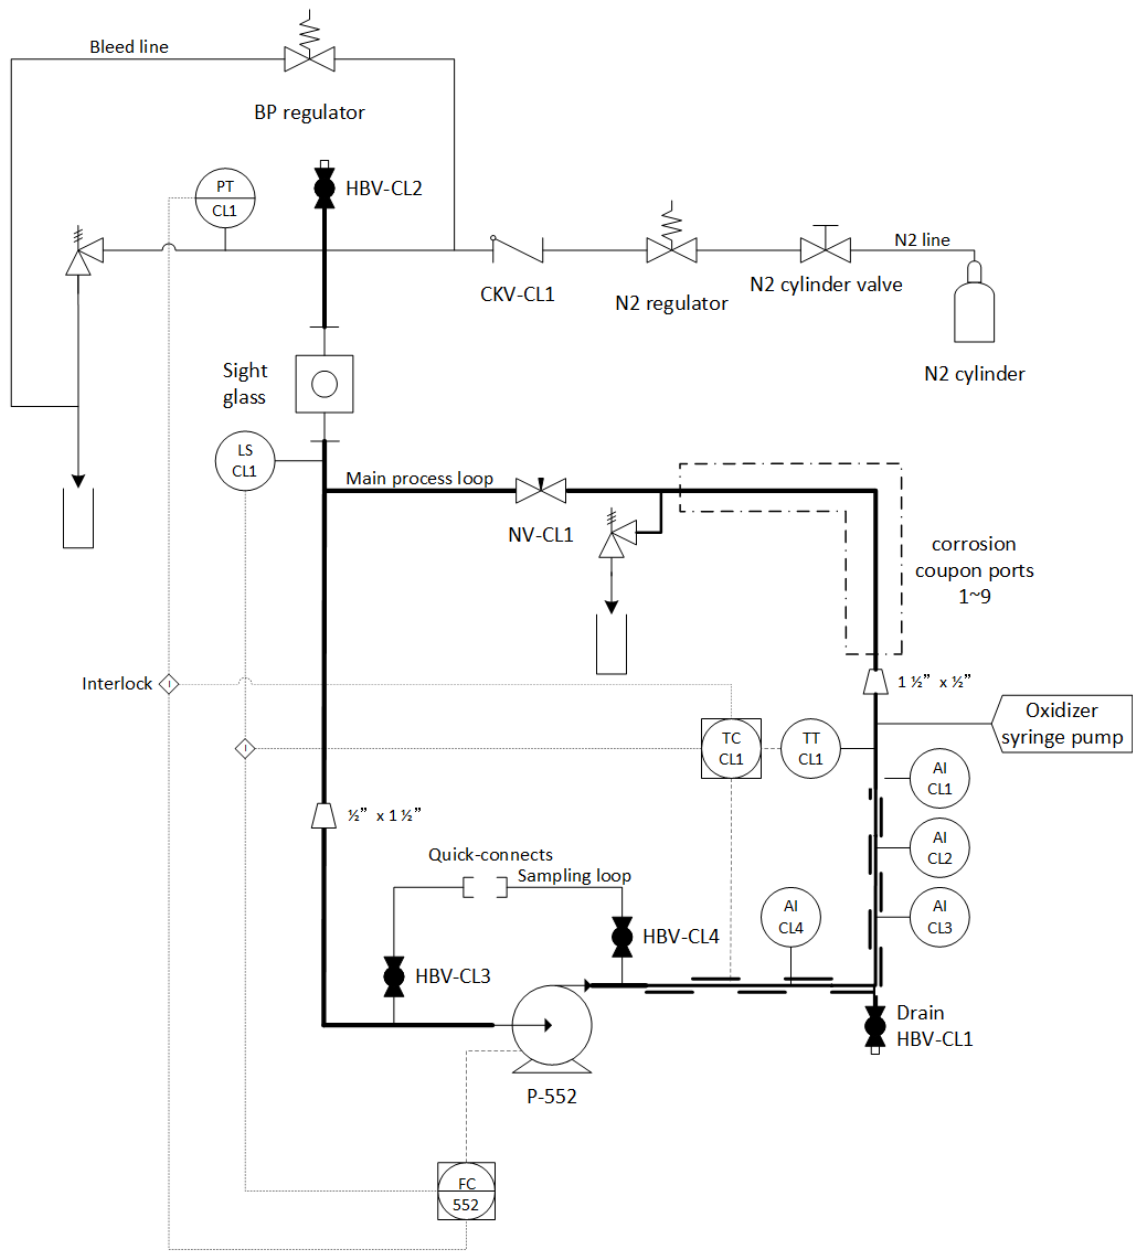 Bleed line
BP regulator
PT
CL1
HBV-CL2
N2 line
CKV-CL1
N2 regulator
N2 cylinder valve
N2 cylinder
Sight
glass
LS
CL1
Main process loop
NV-CL1
corrosion
coupon ports
1~9
Interlock
I
1 ½” x ½”
Oxidizer
syringe pump
TC
CL1
TT
CL1
I
AI
CL1
½” x 1 ½”
AI
CL2
Quick-connects
Sampling loop
AI
CL4
AI
CL3
HBV-CL4
HBV-CL3
Drain
HBV-CL1
P-552
FC
552